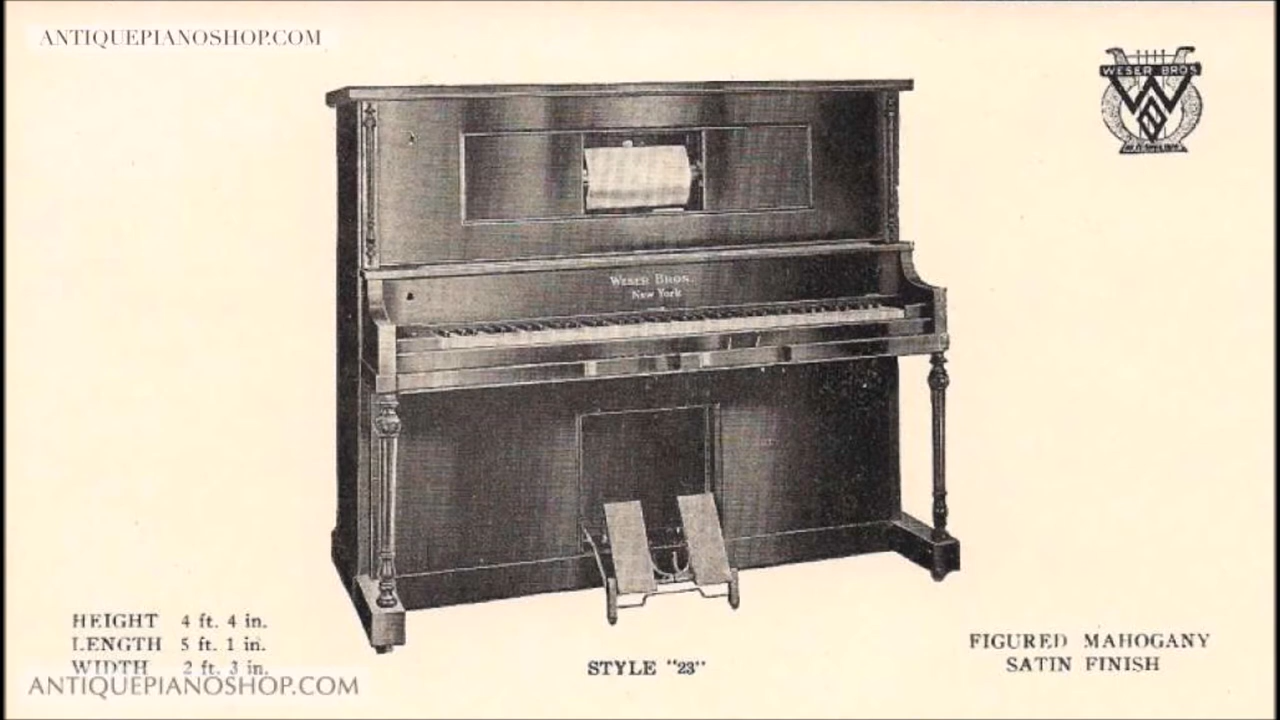 ANTIQUEPIANOSHOP.COM
WESER BROS
WESER BROS.
New York
HEIGHT 4 ft. 4 in.
LENGTH 5 ft. 1 in.
WIDTH 2 ft. 3 in.
ANTIQUEPIANOSHOP.COM
STYLE "23"
FIGURED MAHOGANY
SATIN FINISH